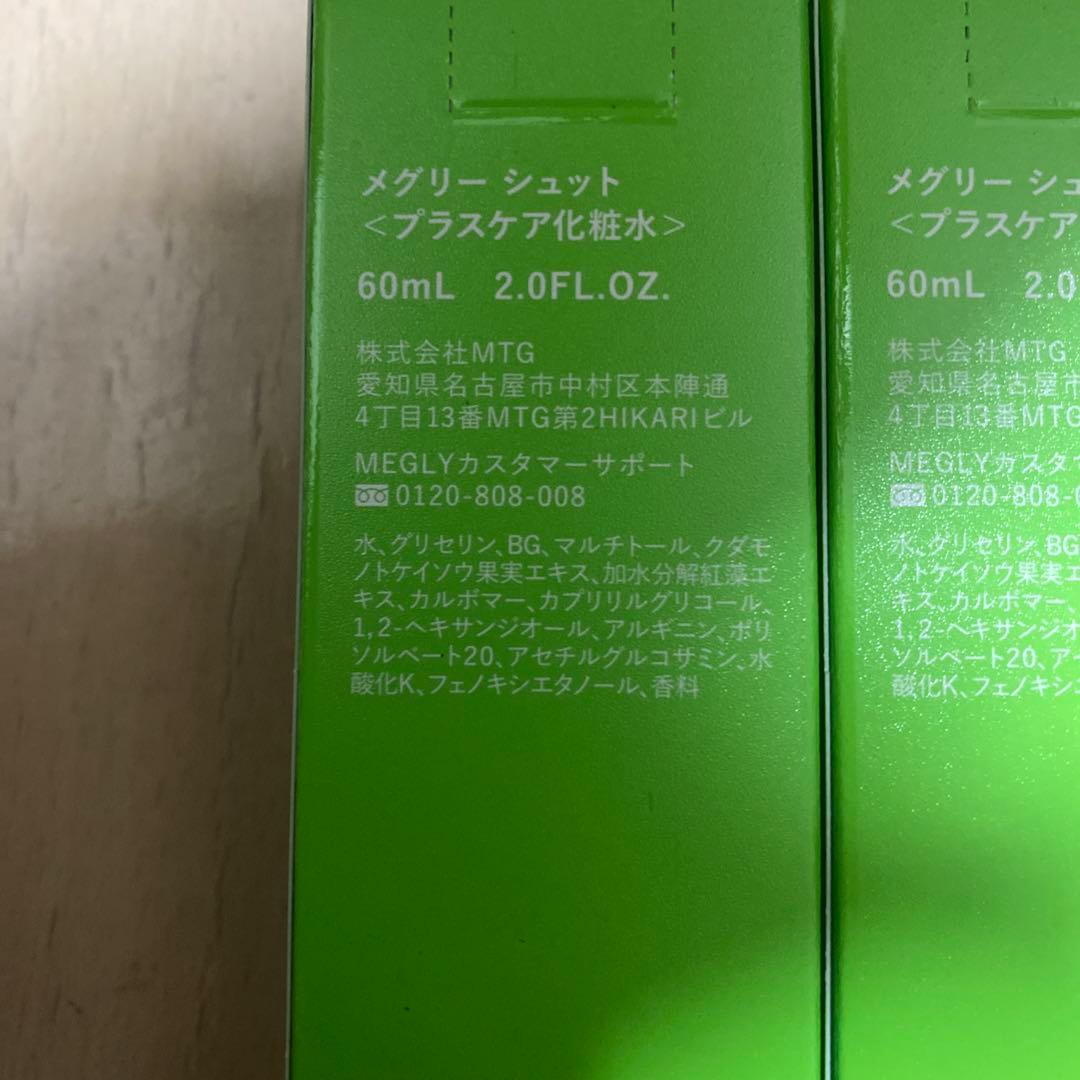 メグリー シュット
<プラスケア化粧水>
60mL 2.0FL.OZ.
株式会社MTG
愛知県名古屋市中村区本陣通
4丁目13番MTG第2HIKARIビル
MEGLYカスタマーサポート
0120-808-008
水、グリセリン、BG、マルチトール、クダモ
ノトケイソウ果実エキス、加水分解紅藻エ
キス、カルボマー、カプリリルグリコール、
1,2-ヘキサンジオール、アルギニン、ポリ
ソルベート20、アセチルグルコサミン、水
酸化K、フェノキシエタノール、香料
メグリー シュ
<プラスケア
60mL 2.0
株式会社MTG
愛知県名古屋市
4丁目13番MTG
MEGLYカスタマ
0120-808-0
水、グリセリン、BG
ノトケイソウ果実エ
キス、カルボマー、
1,2-ヘキサンジオ
ソルベート20、ア
酸化K、フェノキシエ